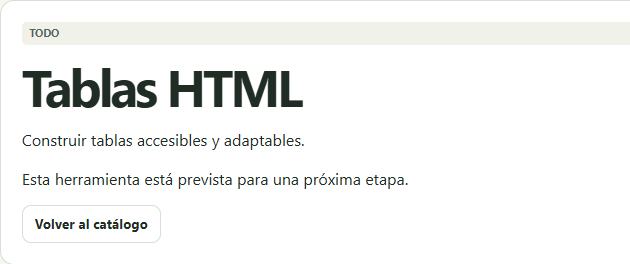 TODO
Tablas HTML
Construir tablas accesibles y adaptables.
Esta herramienta está prevista para una próxima etapa.
Volver al catálogo